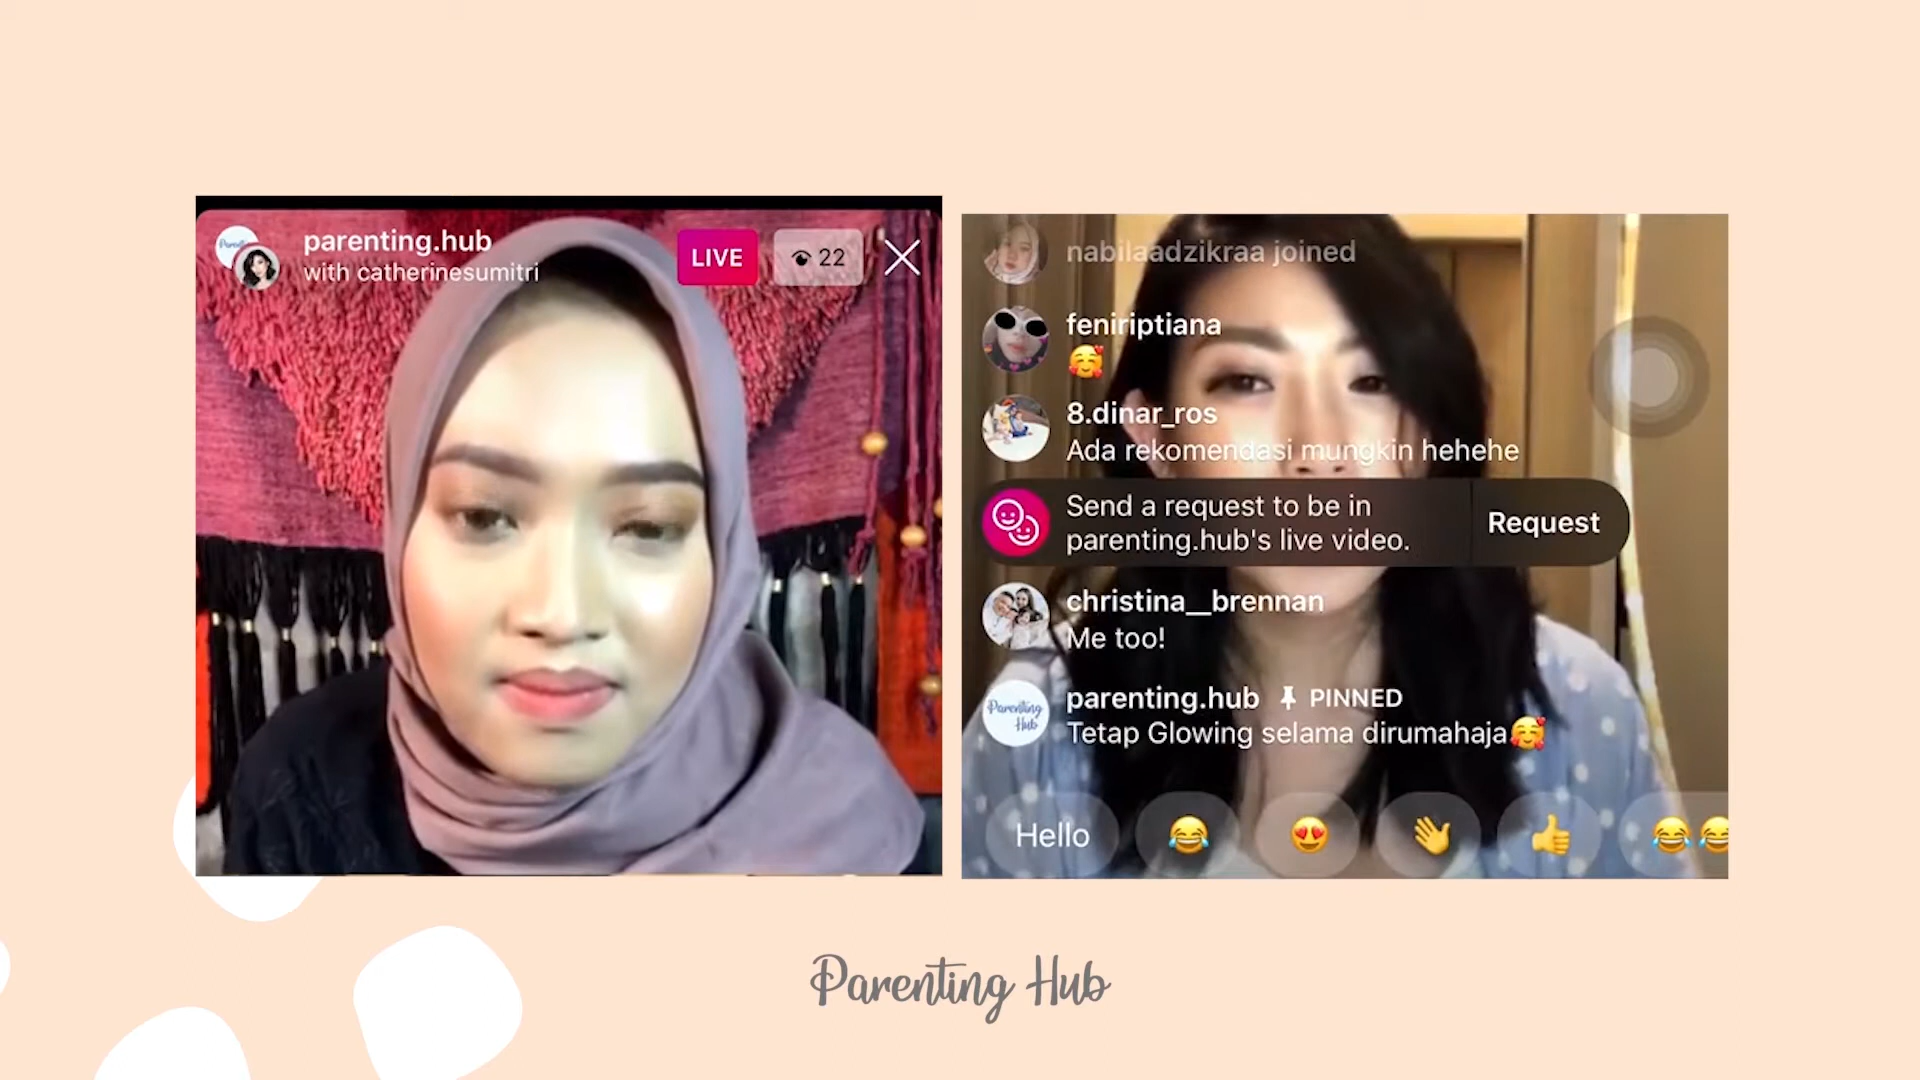 parenting.hub
with catherinesumitri
LIVE
22
nabilaadzikraa joined
feniriptiana
🥰
8.dinar_ros
Ada rekomendasi mungkin hehehe
Send a request to be in
parenting.hub's live video.
Request
christina__brennan
Me too!
Parenting
Hub
parenting.hub PINNED
Tetap Glowing selama dirumahaja🥰
Hello 😂 😍 👋 👍 😂 😂
Parenting Hub